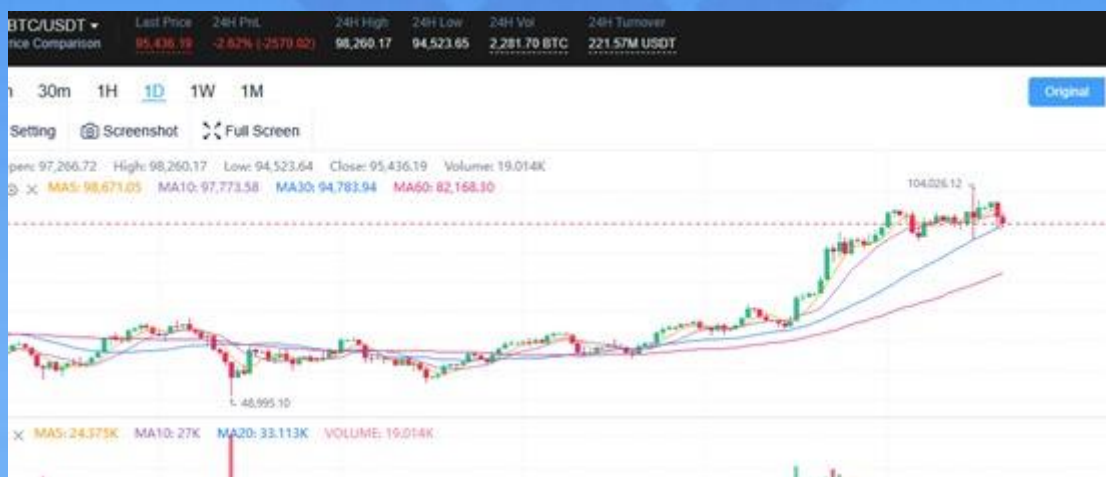 BTC/USDT Last Price 24H PnL 24H High 24H Low 24H Vol 24H Turnover
rice Comparison 95,436.19 -2.62% (-2570.02) 98,260.17 94,523.65 2,281.70 BTC 221.57M USDT
30m 1H 1D 1W 1M Original
Setting Screenshot Full Screen
pen: 97,266.72 High: 98,260.17 Low: 94,523.64 Close: 95,436.19 Volume: 19.014K
MA5: 98,671.05 MA10: 97,773.58 MA30: 94,783.94 MA60: 82,168.30
104,026.12
48,995.10
MA5: 24.375K MA10: 27K MA20: 33.113K VOLUME: 19.014K